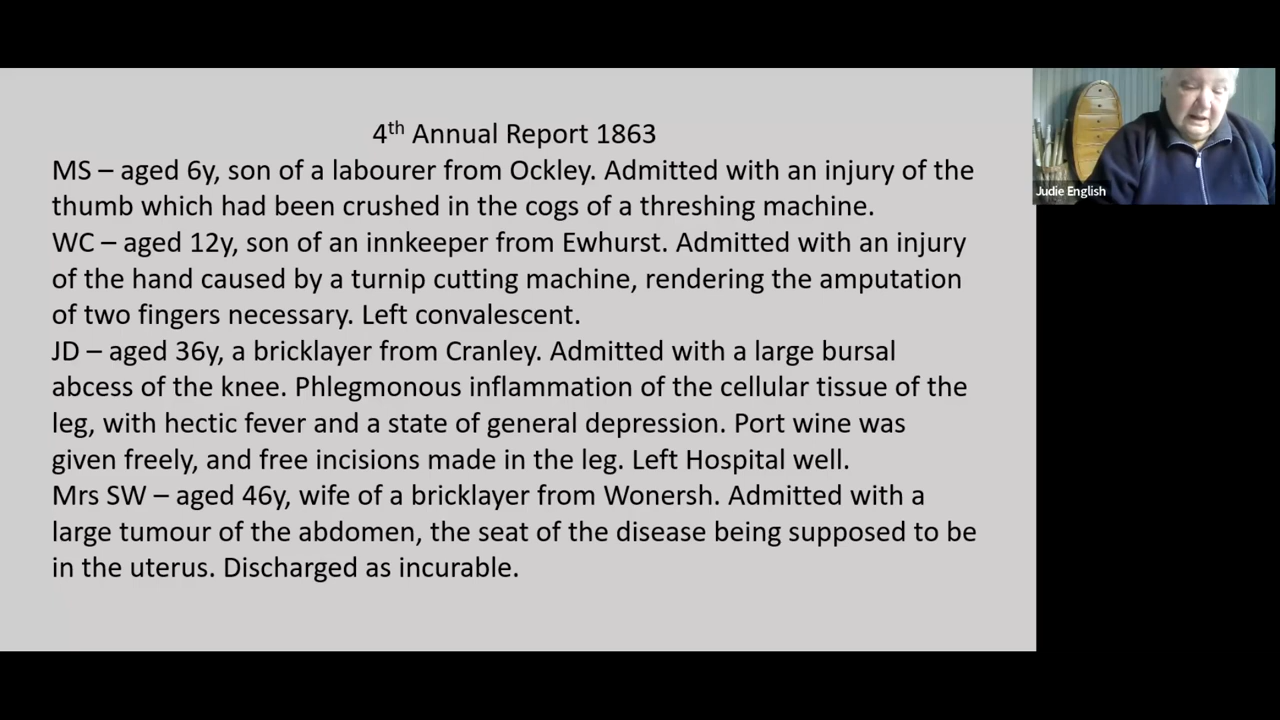 4th Annual Report 1863
MS – aged 6y, son of a labourer from Ockley. Admitted with an injury of the
thumb which had been crushed in the cogs of a threshing machine.
WC – aged 12y, son of an innkeeper from Ewhurst. Admitted with an injury
of the hand caused by a turnip cutting machine, rendering the amputation
of two fingers necessary. Left convalescent.
JD – aged 36y, a bricklayer from Cranley. Admitted with a large bursal
abcess of the knee. Phlegmonous inflammation of the cellular tissue of the
leg, with hectic fever and a state of general depression. Port wine was
given freely, and free incisions made in the leg. Left Hospital well.
Mrs SW – aged 46y, wife of a bricklayer from Wonersh. Admitted with a
large tumour of the abdomen, the seat of the disease being supposed to be
in the uterus. Discharged as incurable.
Judie English